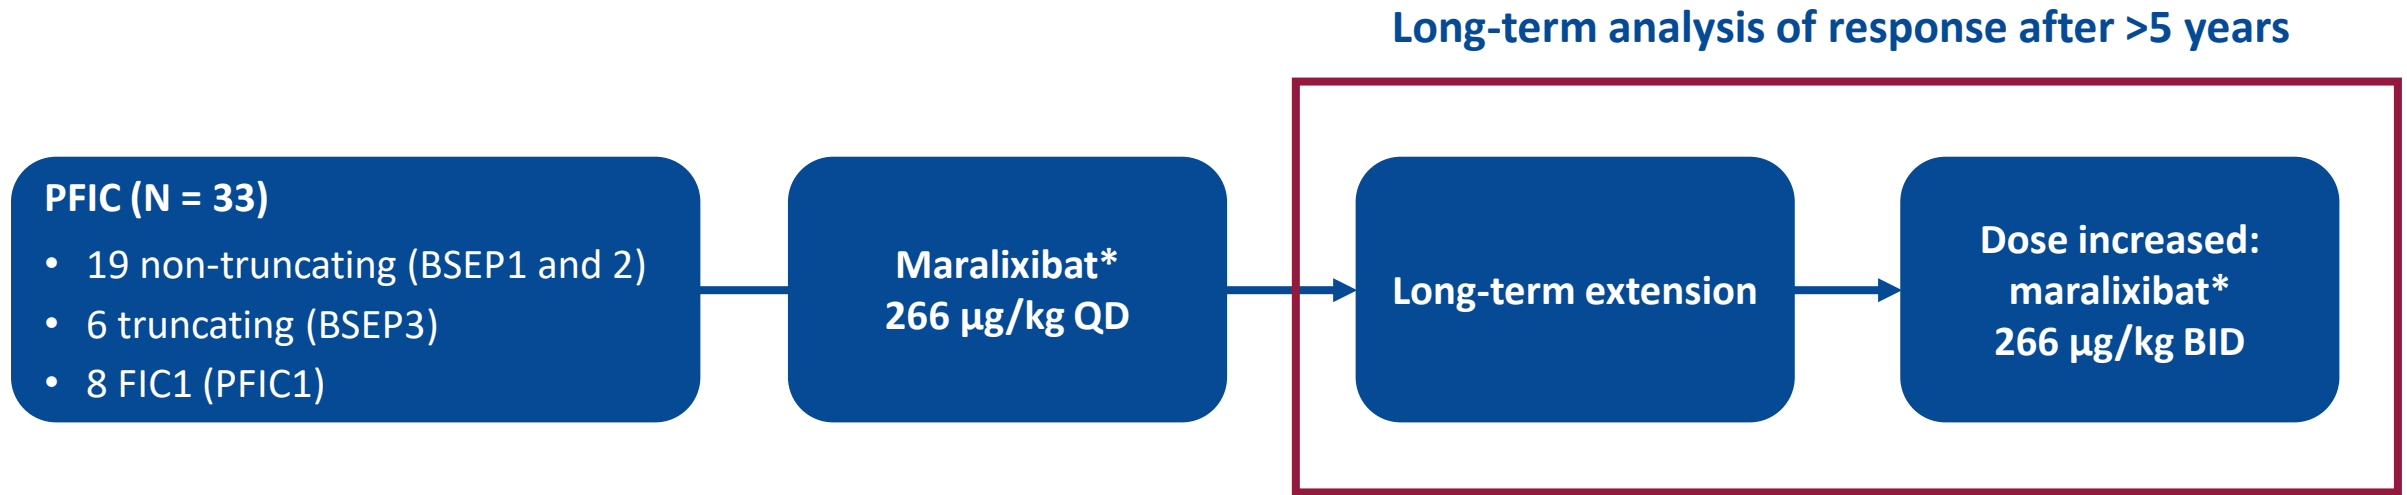 Long-term analysis of response after >5 years
PFIC (N = 33)
• 19 non-truncating (BSEP1 and 2)
• 6 truncating (BSEP3)
• 8 FIC1 (PFIC1)
Maralixibat*
266 µg/kg QD
Long-term extension
Dose increased:
maralixibat*
266 µg/kg BID